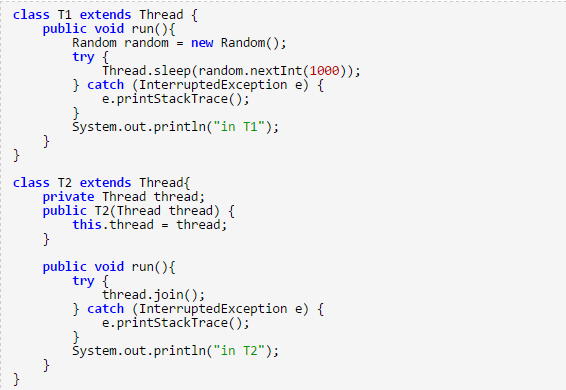 class T1 extends Thread {
    public void run(){
        Random random = new Random();
        try {
            Thread.sleep(random.nextInt(1000));
        } catch (InterruptedException e) {
            e.printStackTrace();
        }
        System.out.println("in T1");
    }
}

class T2 extends Thread{
    private Thread thread;
    public T2(Thread thread) {
        this.thread = thread;
    }

    public void run(){
        try {
            thread.join();
        } catch (InterruptedException e) {
            e.printStackTrace();
        }
        System.out.println("in T2");
    }
}